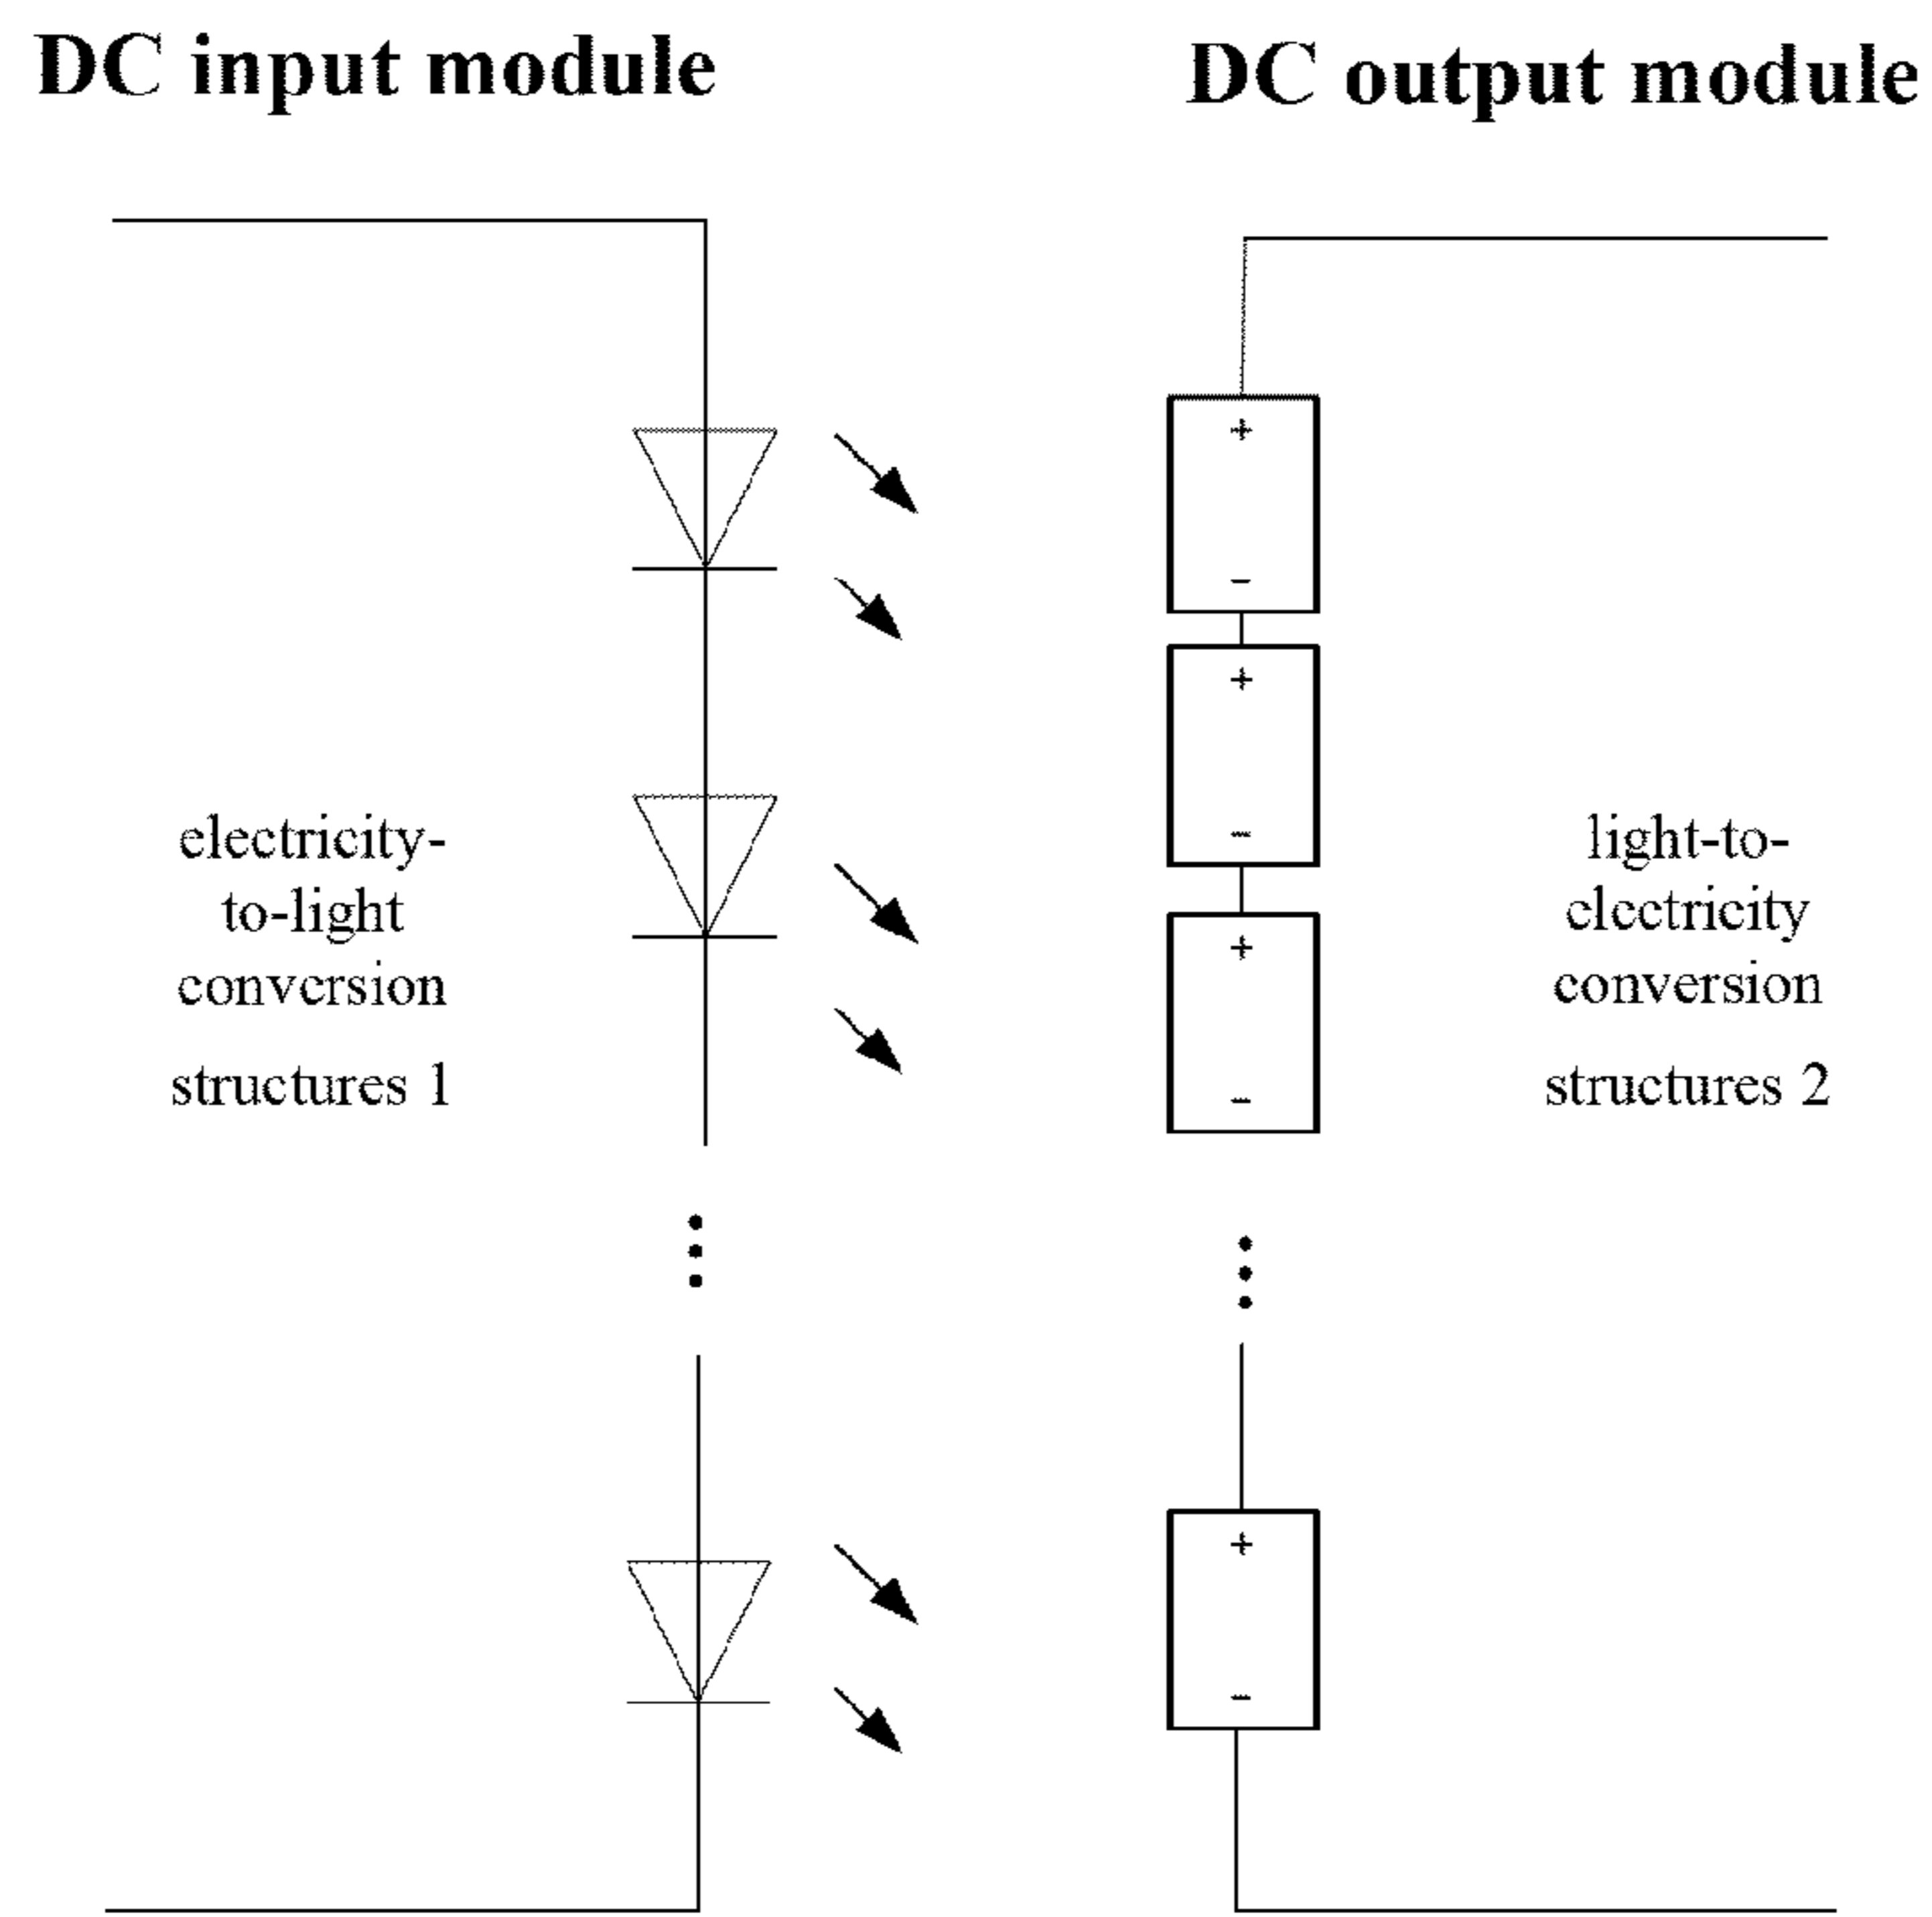 DC input module
DC output module
+
−
+
−
electricity-
to-light
conversion
structures 1
light-to-
electricity
conversion
structures 2
+
−
+
−